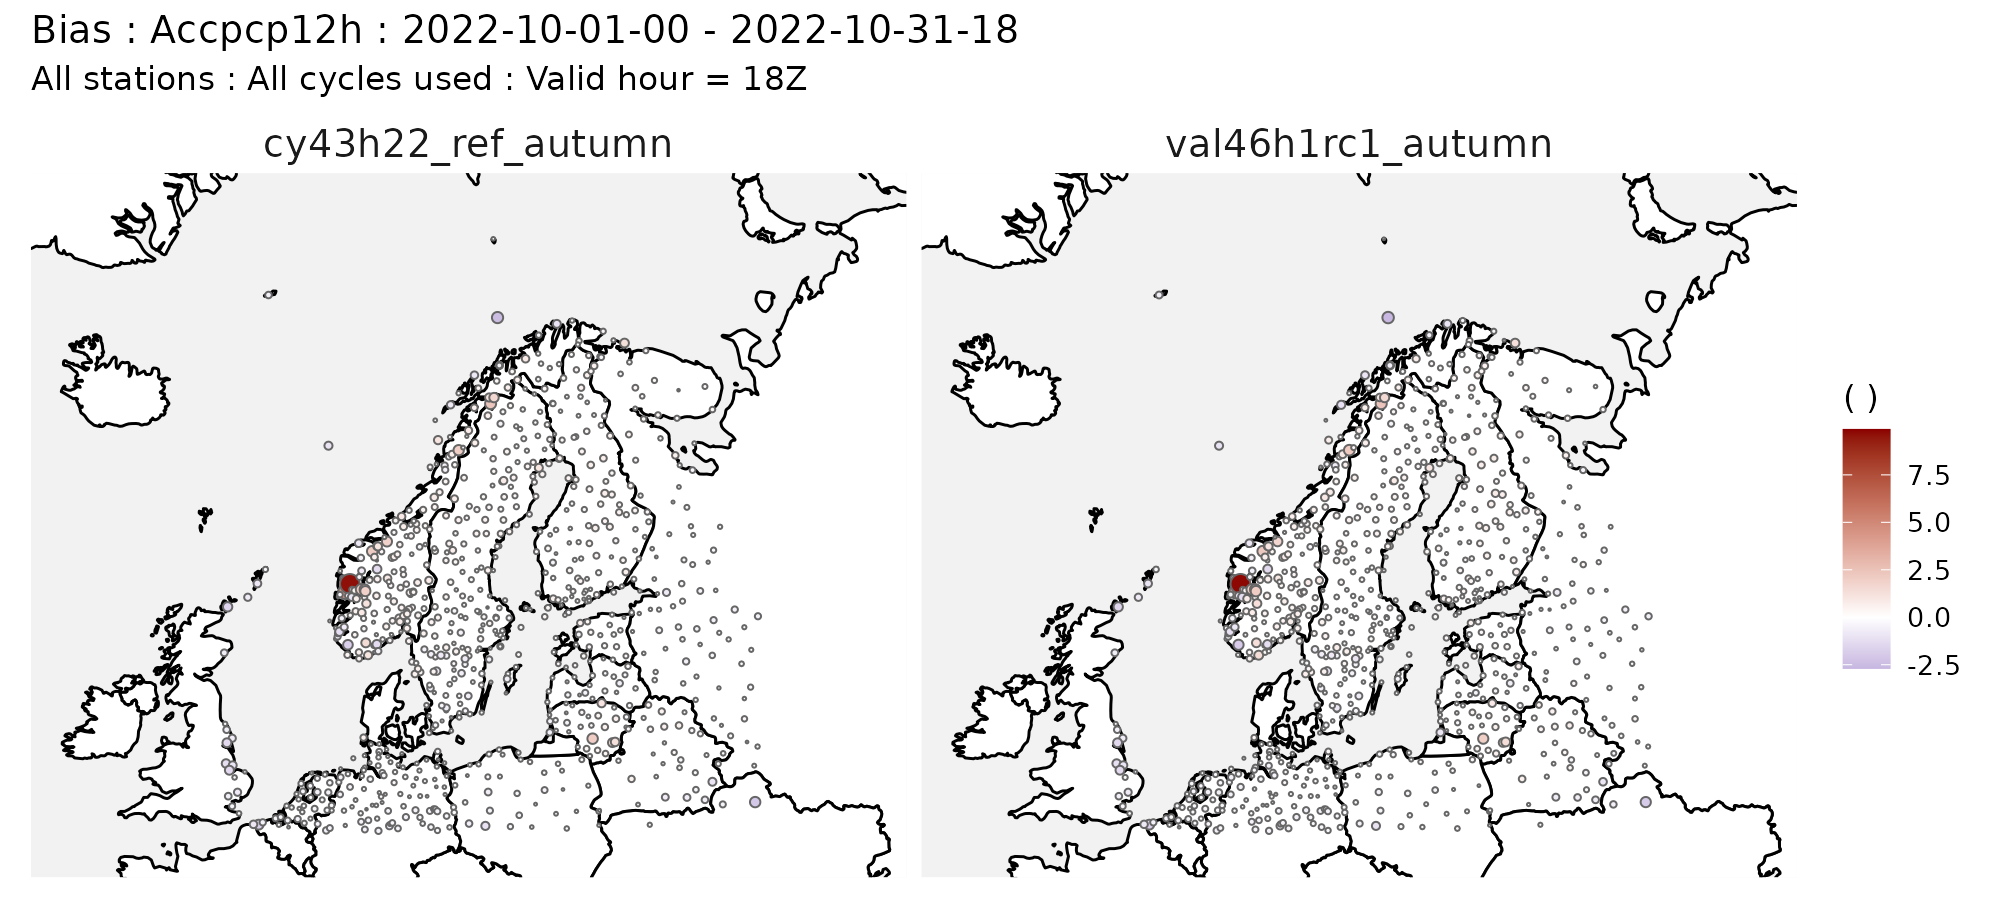 Bias : Accpcp12h : 2022-10-01-00 - 2022-10-31-18
All stations : All cycles used : Valid hour = 18Z
cy43h22_ref_autumn
val46h1rc1_autumn
( )
7.5
5.0
2.5
0.0
-2.5